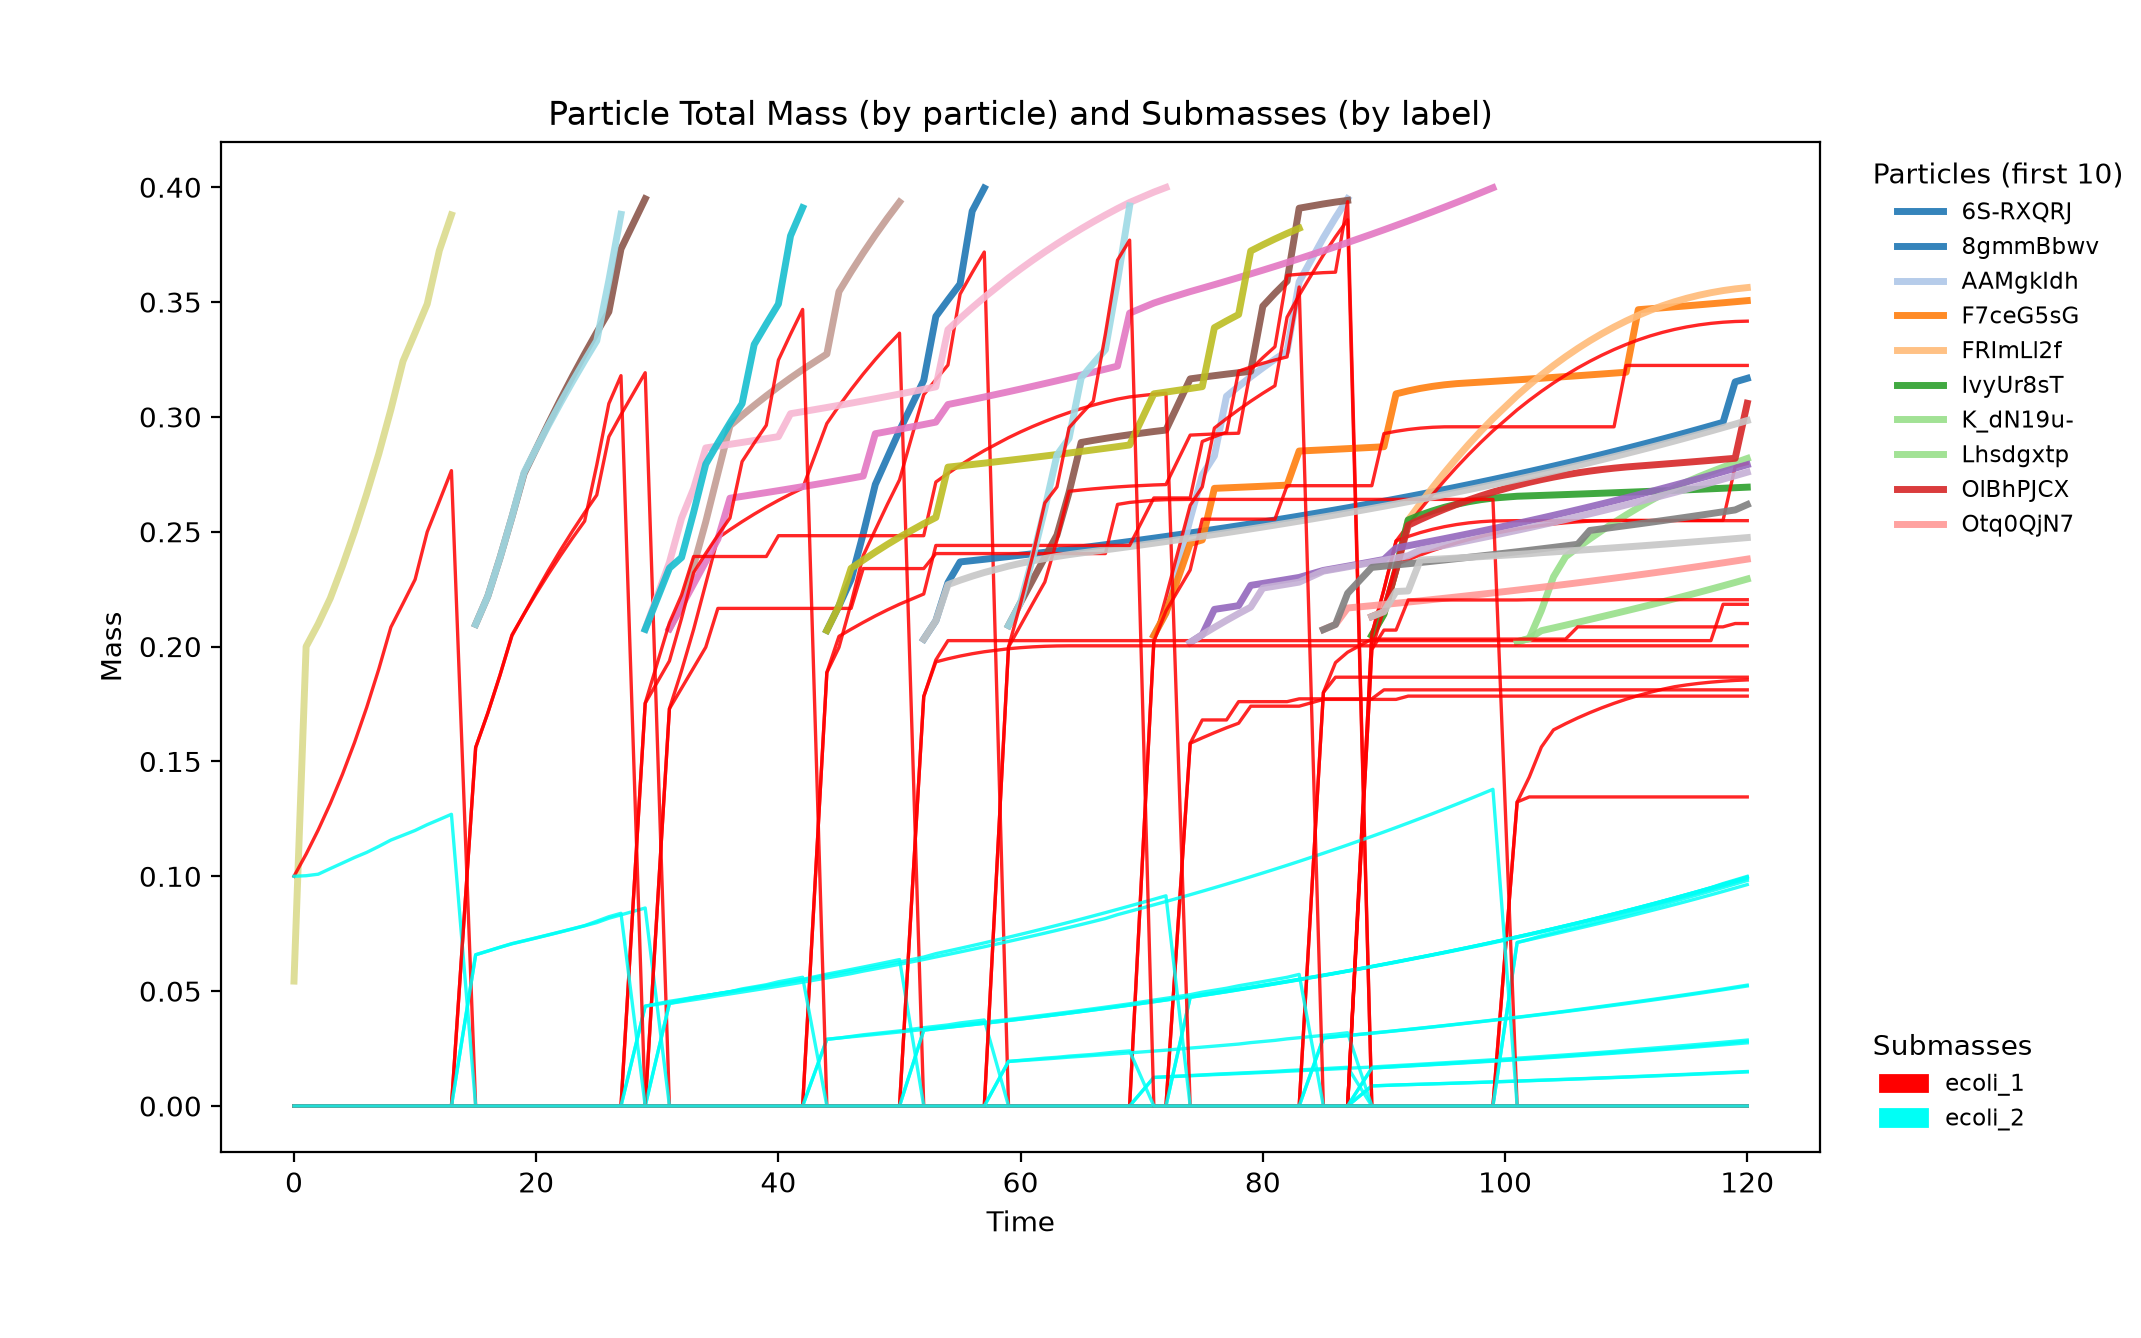 Particle Total Mass (by particle) and Submasses (by label)
Particles (first 10)
6S-RXQRJ
8gmmBbwv
AAMgkIdh
F7ceG5sG
FRImLl2f
IvyUr8sT
K_dN19u-
Lhsdgxtp
OlBhPJCX
Otq0QjN7
0.40
0.35
0.30
0.25
0.20
0.15
0.10
0.05
0.00
Mass
0 20 40 60 80 100 120
Time
Submasses
ecoli_1
ecoli_2